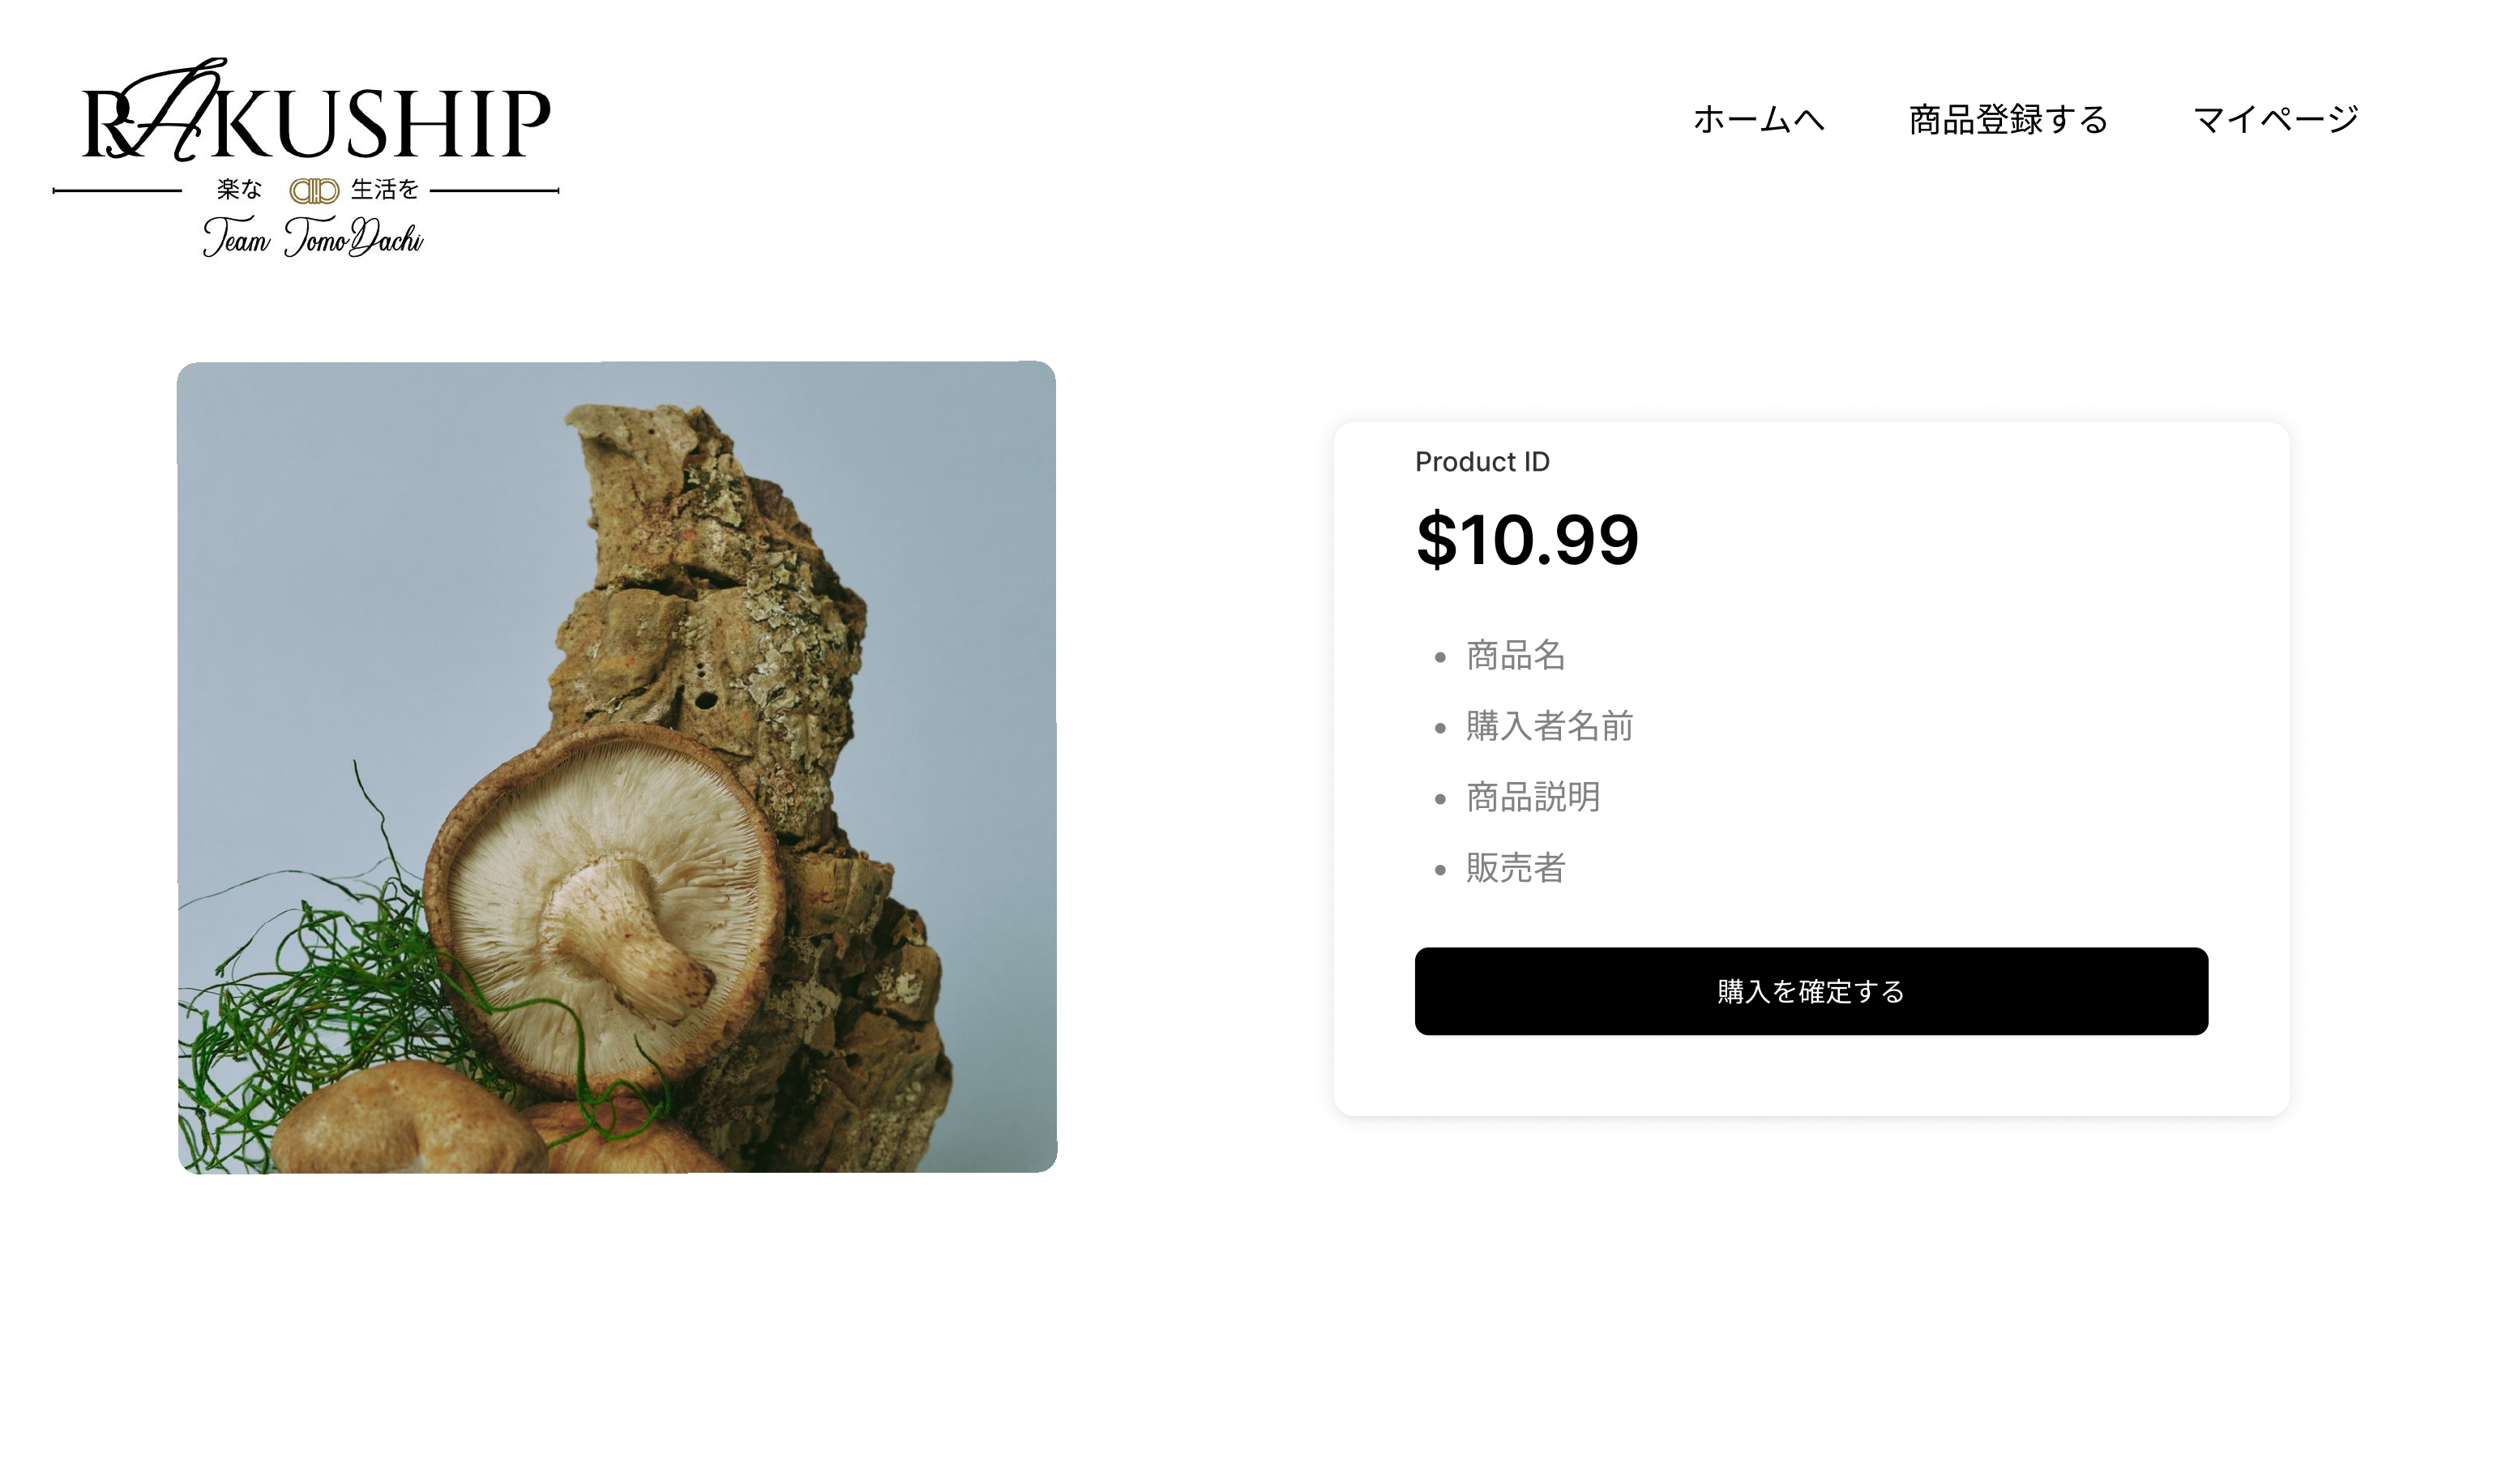 RAKUSHIP
楽な 生活を
Team TomoDachi
ホームへ 商品登録する マイページ
Product ID
$10.99
商品名
購入者名前
商品説明
販売者
購入を確定する